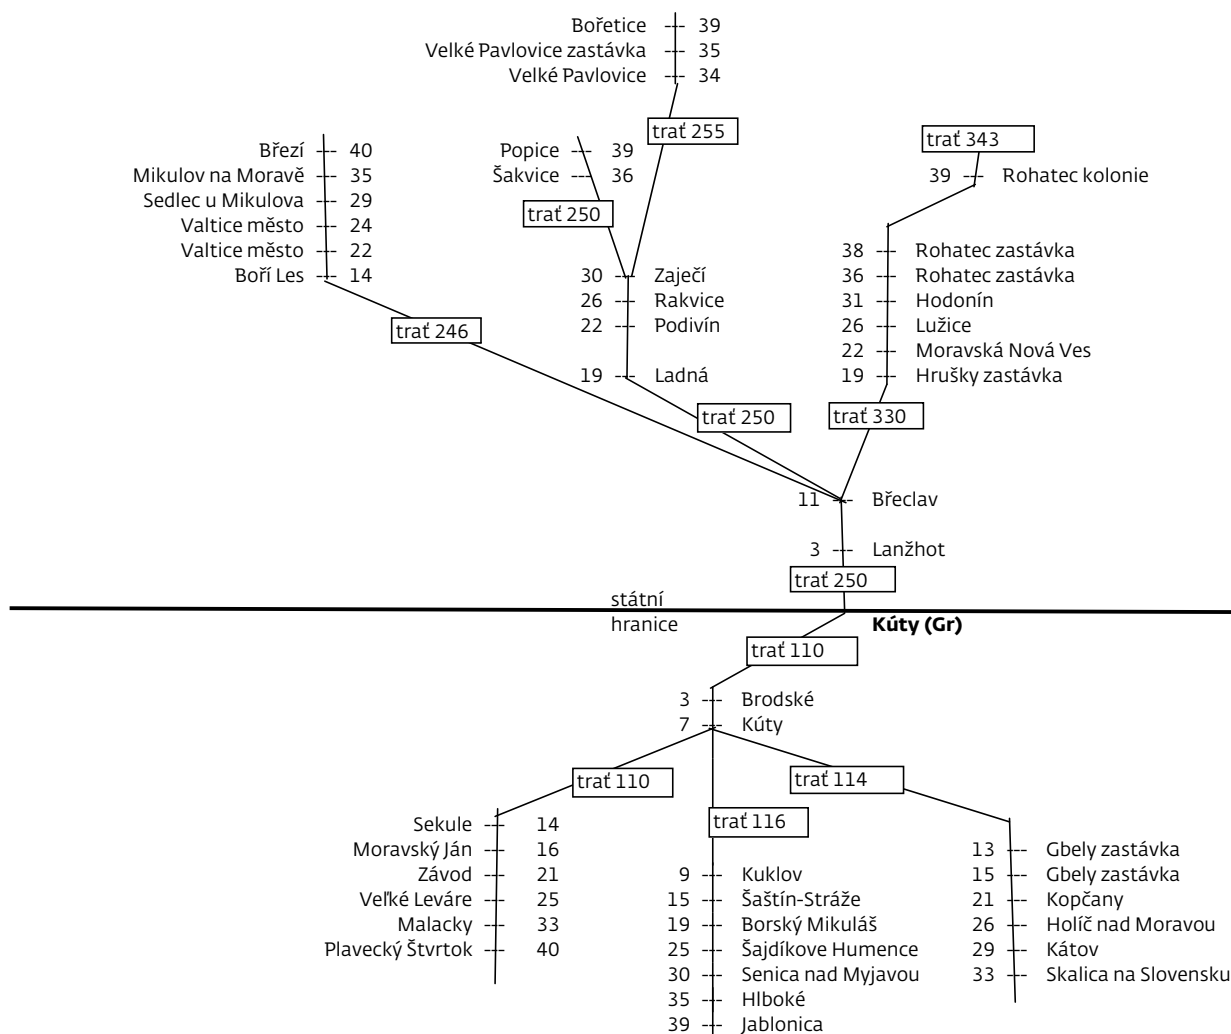 Bořetice --- 39
Velké Pavlovice zastávka --- 35
Velké Pavlovice --- 34
trať 255
trať 343
Březí --- 40
Popice --- 39
Mikulov na Moravě --- 35
Šakvice --- 36
39 --- Rohatec kolonie
Sedlec u Mikulova --- 29
trať 250
Valtice město --- 24
Valtice město --- 22
38 --- Rohatec zastávka
Boří Les --- 14
30 --- Zaječí
36 --- Rohatec zastávka
26 --- Rakvice
31 --- Hodonín
trať 246
22 --- Podivín
26 --- Lužice
22 --- Moravská Nová Ves
19 --- Ladná
19 --- Hrušky zastávka
trať 250
trať 330
11 --- Břeclav
3 --- Lanžhot
trať 250
státní
hranice
Kúty (Gr)
trať 110
3 --- Brodské
7 --- Kúty
trať 110
trať 114
Sekule --- 14
trať 116
Moravský Ján --- 16
13 --- Gbely zastávka
Závod --- 21
9 --- Kuklov
15 --- Gbely zastávka
Veľké Leváre --- 25
15 --- Šaštín-Stráže
21 --- Kopčany
Malacky --- 33
19 --- Borský Mikuláš
26 --- Holíč nad Moravou
Plavecký Štvrtok --- 40
25 --- Šajdíkove Humence
29 --- Kátov
30 --- Senica nad Myjavou
33 --- Skalica na Slovensku
35 --- Hlboké
39 --- Jablonica